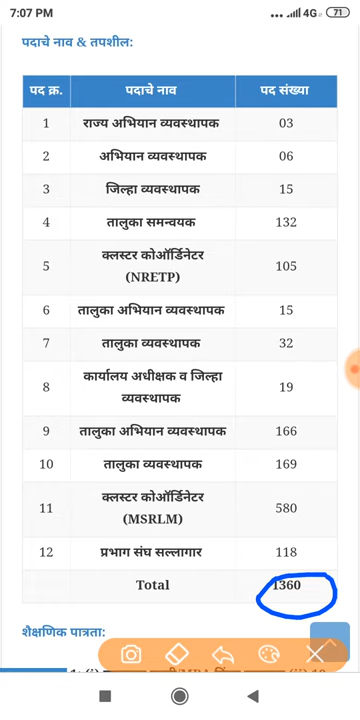 7:07 PM
4G
71
पदाचे नाव & तपशील:
पद क्र. पदाचे नाव पद संख्या
1 राज्य अभियान व्यवस्थापक 03
2 अभियान व्यवस्थापक 06
3 जिल्हा व्यवस्थापक 15
4 तालुका समन्वयक 132
5 क्लस्टर कोऑर्डिनेटर (NRETP) 105
6 तालुका अभियान व्यवस्थापक 15
7 तालुका व्यवस्थापक 32
8 कार्यालय अधीक्षक व जिल्हा व्यवस्थापक 19
9 तालुका अभियान व्यवस्थापक 166
10 तालुका व्यवस्थापक 169
11 क्लस्टर कोऑर्डिनेटर (MSRLM) 580
12 प्रभाग संघ सल्लागार 118
Total 1360
शैक्षणिक पात्रता: